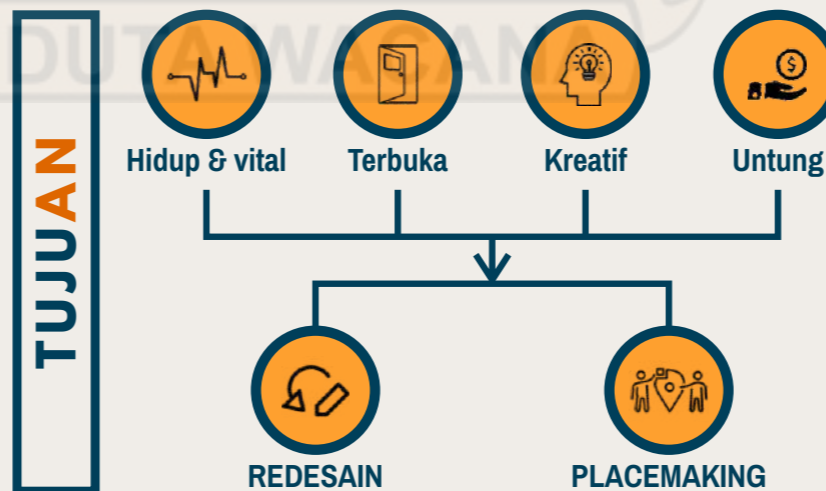 DUTA WACANA
TUJUAN
Hidup & vital
Terbuka
Kreatif
Untung
$
REDESAIN
PLACEMAKING